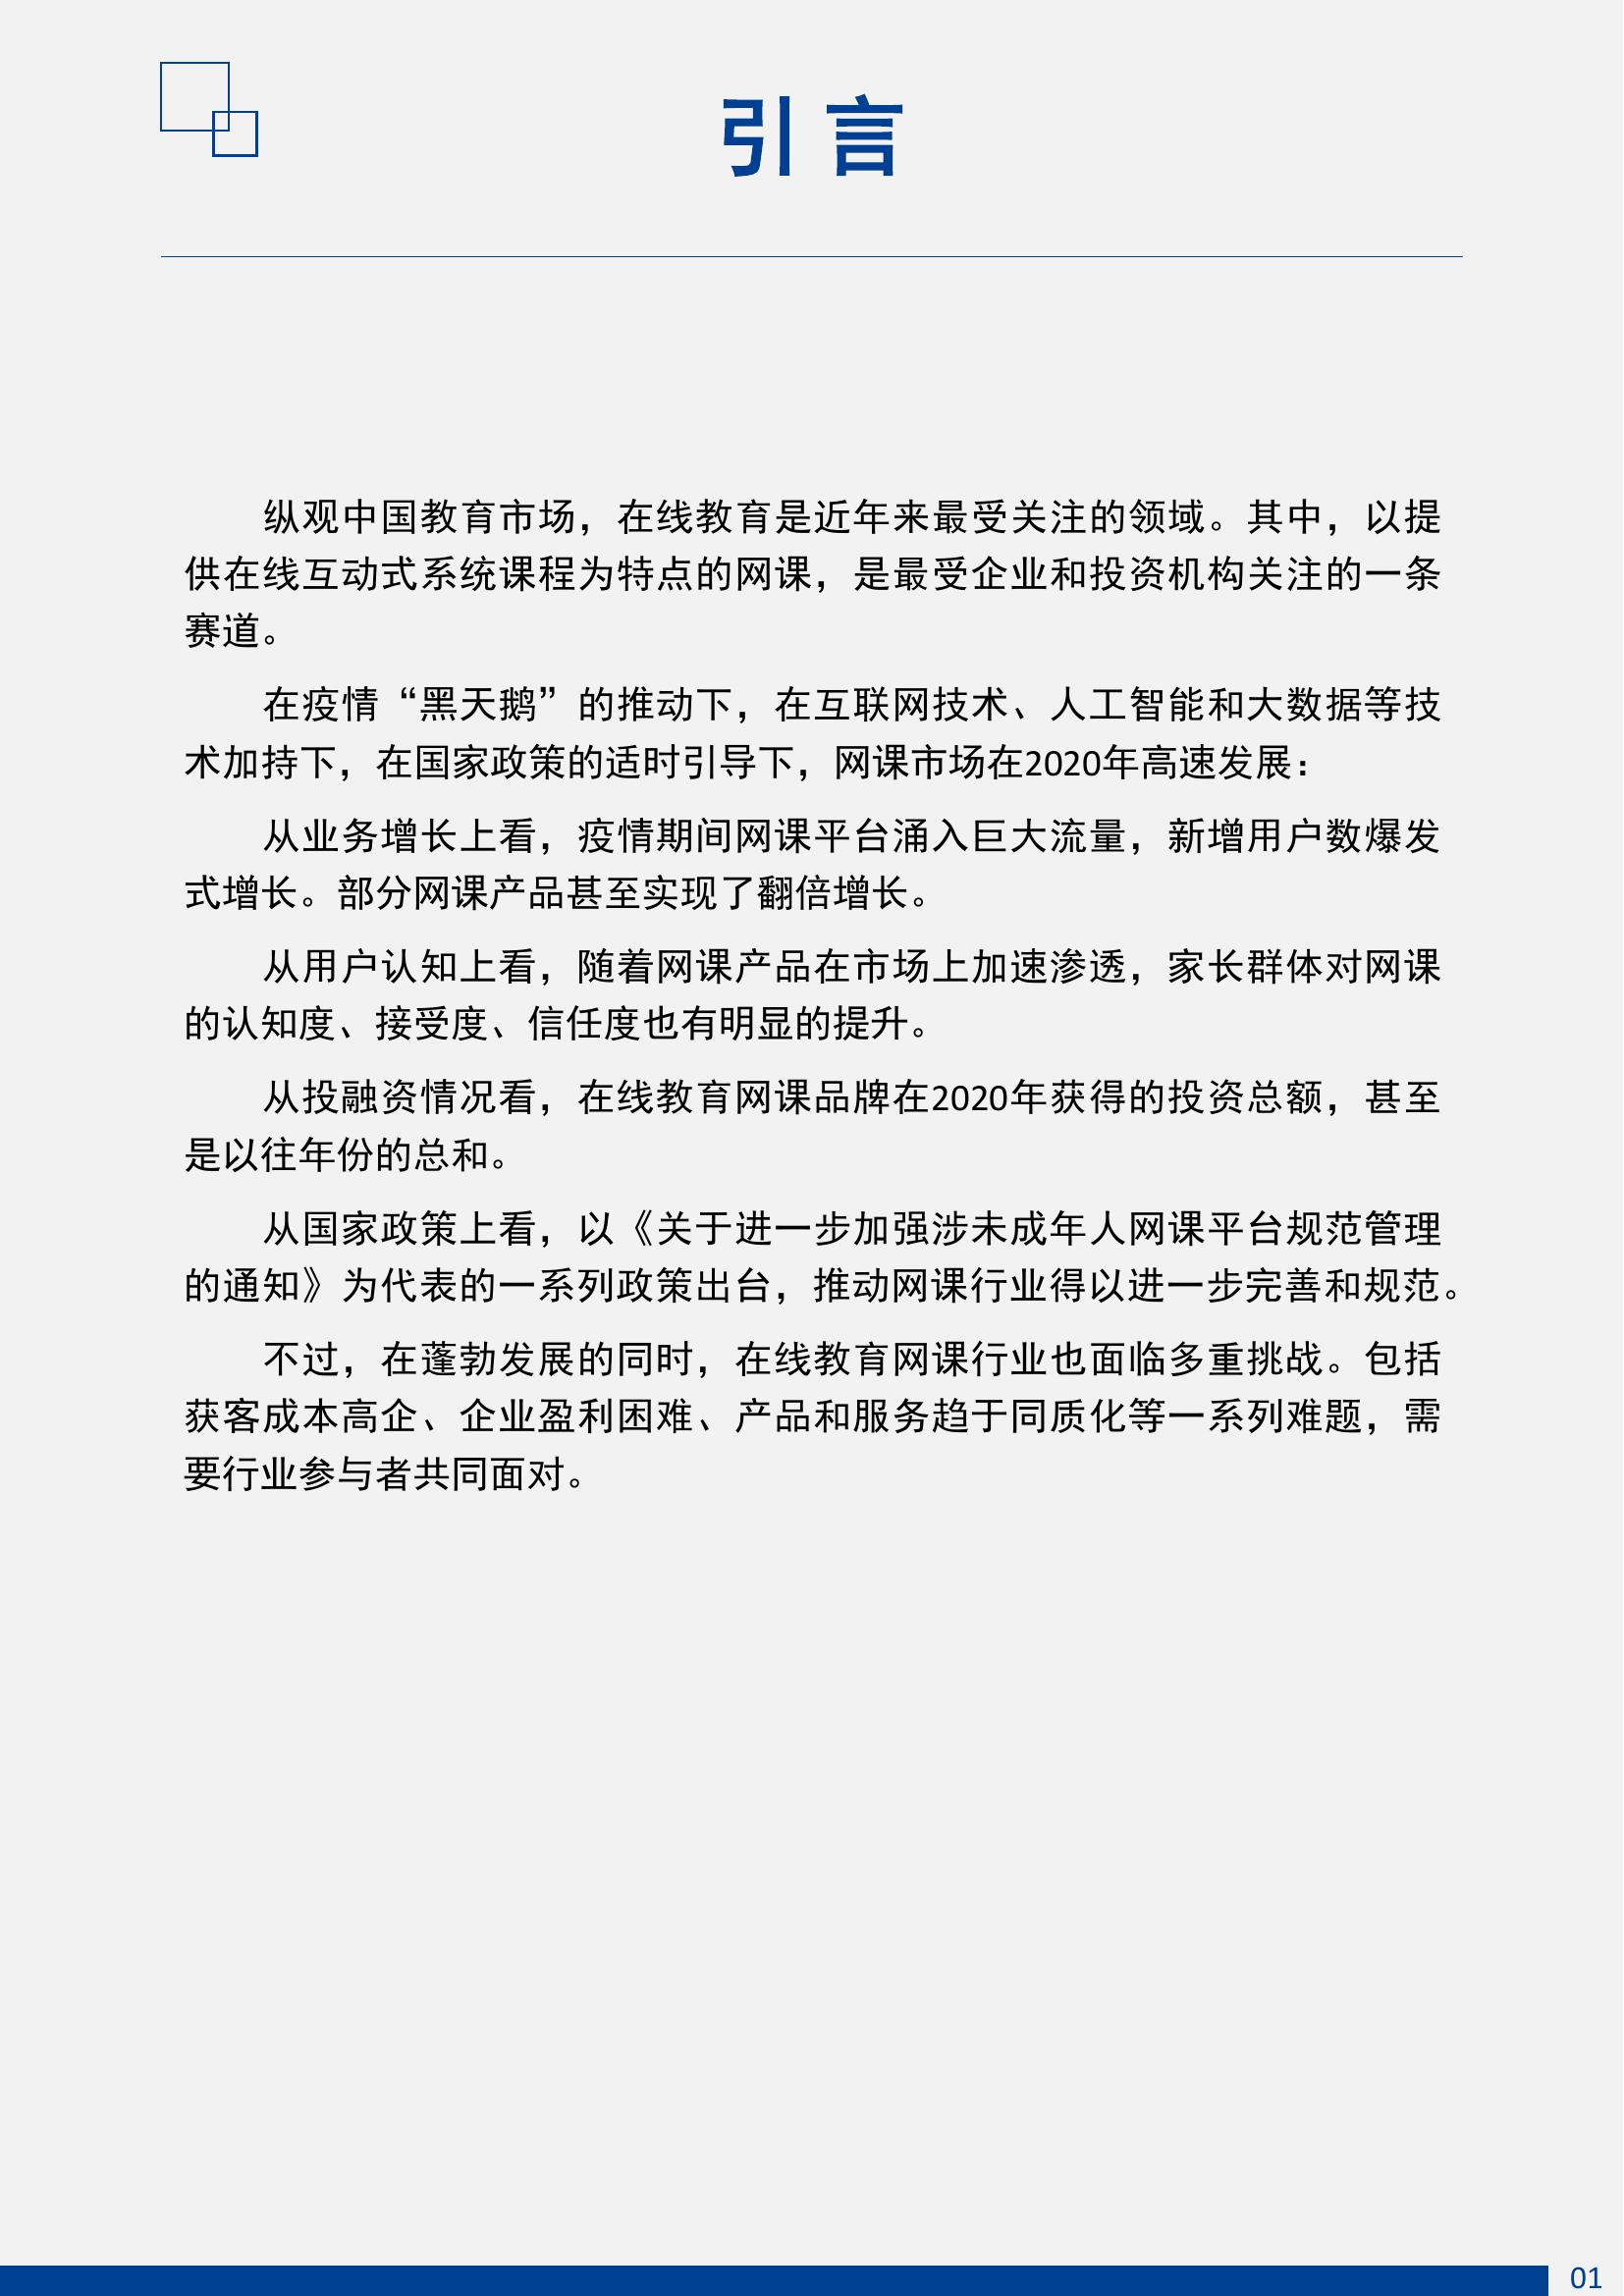 引言
纵观中国教育市场，在线教育是近年来最受关注的领域。其中，以提
供在线互动式系统课程为特点的网课，是最受企业和投资机构关注的一条
赛道。
在疫情“黑天鹅”的推动下，在互联网技术、人工智能和大数据等技
术加持下，在国家政策的适时引导下，网课市场在2020年高速发展：
从业务增长上看，疫情期间网课平台涌入巨大流量，新增用户数爆发
式增长。部分网课产品甚至实现了翻倍增长。
从用户认知上看，随着网课产品在市场上加速渗透，家长群体对网课
的认知度、接受度、信任度也有明显的提升。
从投融资情况看，在线教育网课品牌在2020年获得的投资总额，甚至
是以往年份的总和。
从国家政策上看，以《关于进一步加强涉未成年人网课平台规范管理
的通知》为代表的一系列政策出台，推动网课行业得以进一步完善和规范。
不过，在蓬勃发展的同时，在线教育网课行业也面临多重挑战。包括
获客成本高企、企业盈利困难、产品和服务趋于同质化等一系列难题，需
要行业参与者共同面对。
01